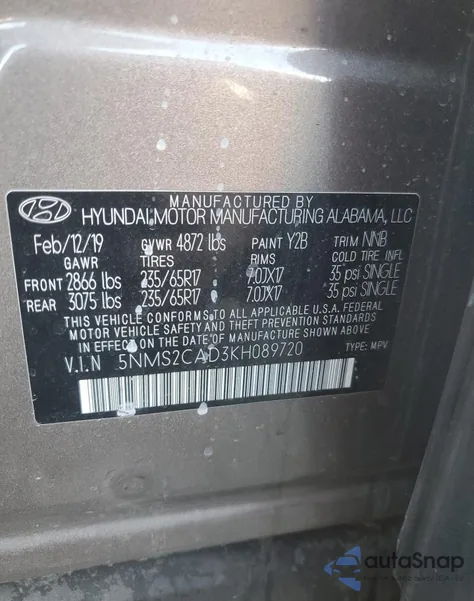 MANUFACTURED BY
HYUNDAI MOTOR MANUFACTURING ALABAMA, LLC
Feb/12/19 GVWR 4872 lbs PAINT Y2B TRIM NNB
GAWR TIRES RIMS COLD TIRE INFL.
FRONT 2866 lbs 235/65R17 7.0JX17 35 psi SINGLE
REAR 3075 lbs 235/65R17 7.0JX17 35 psi SINGLE
THIS VEHICLE CONFORMS TO ALL APPLICABLE U.S.A. FEDERAL
MOTOR VEHICLE SAFETY AND THEFT PREVENTION STANDARDS
IN EFFECT ON THE DATE OF MANUFACTURE SHOWN ABOVE.
V.I.N 5NMS2CAD3KH089720 TYPE: MPV
autaSnap